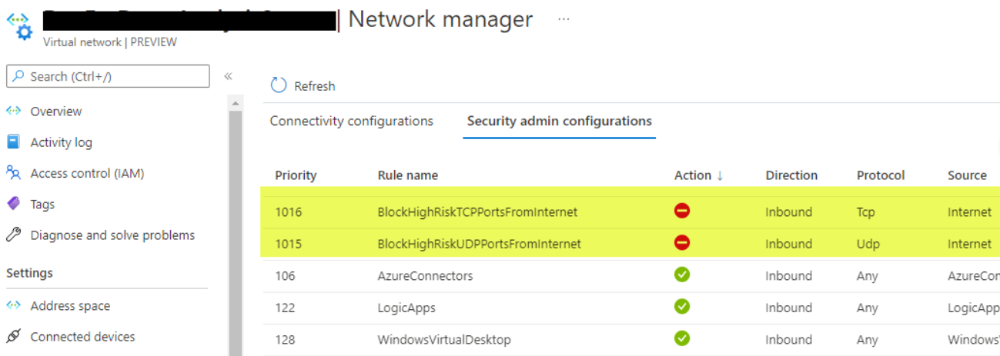 | Network manager ...
Virtual network | PREVIEW
Search (Ctrl+/)
«
Refresh
Overview
Activity log
Access control (IAM)
Tags
Diagnose and solve problems
Settings
Address space
Connected devices
Connectivity configurations Security admin configurations
Priority Rule name Action ↓ Direction Protocol Source
1016 BlockHighRiskTCPPortsFromInternet Inbound Tcp Internet
1015 BlockHighRiskUDPPortsFromInternet Inbound Udp Internet
106 AzureConnectors Inbound Any AzureCon
122 LogicApps Inbound Any LogicApp
128 WindowsVirtualDesktop Inbound Any Windows